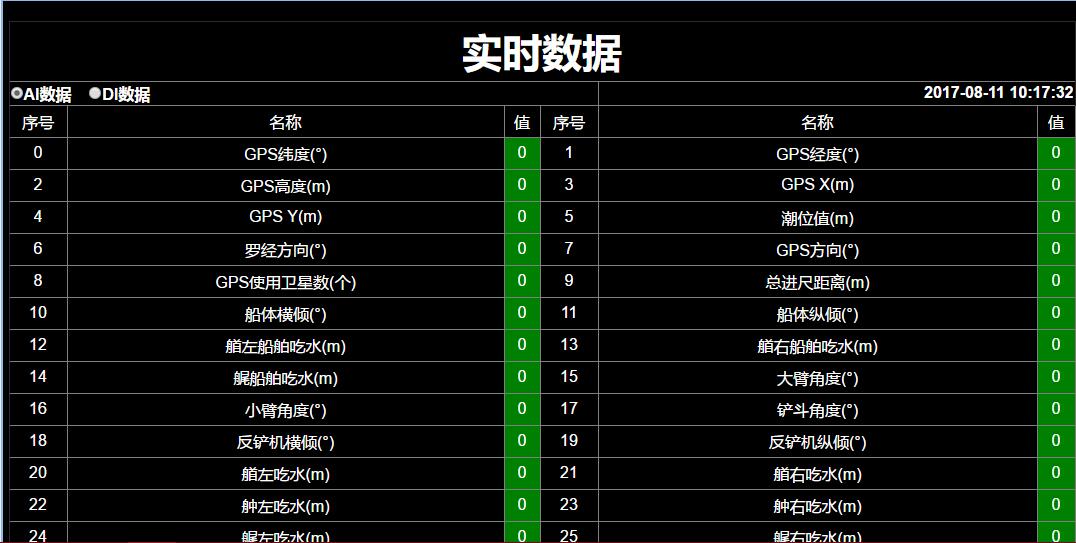 实时数据
AI数据 DI数据 2017-08-11 10:17:32
序号 名称 值 序号 名称 值
0 GPS纬度(°) 0 1 GPS经度(°) 0
2 GPS高度(m) 0 3 GPS X(m) 0
4 GPS Y(m) 0 5 潮位值(m) 0
6 罗经方向(°) 0 7 GPS方向(°) 0
8 GPS使用卫星数(个) 0 9 总进尺距离(m) 0
10 船体横倾(°) 0 11 船体纵倾(°) 0
12 艏左船舶吃水(m) 0 13 艏右船舶吃水(m) 0
14 艉船舶吃水(m) 0 15 大臂角度(°) 0
16 小臂角度(°) 0 17 铲斗角度(°) 0
18 反铲机横倾(°) 0 19 反铲机纵倾(°) 0
20 艏左吃水(m) 0 21 艏右吃水(m) 0
22 舯左吃水(m) 0 23 舯右吃水(m) 0
24 艉左吃水(m) 0 25 艉右吃水(m) 0